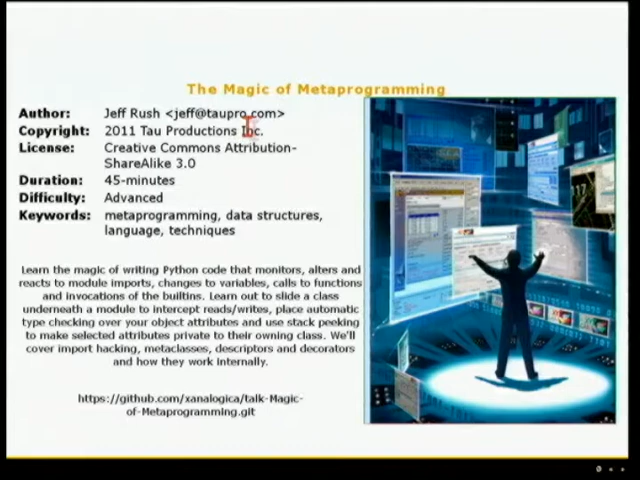 The Magic of Metaprogramming
Author: Jeff Rush <jeff@taupro.com>
Copyright: 2011 Tau Productions Inc.
License: Creative Commons Attribution-
ShareAlike 3.0
Duration: 45-minutes
Difficulty: Advanced
Keywords: metaprogramming, data structures,
language, techniques
Learn the magic of writing Python code that monitors, alters and
reacts to module imports, changes to variables, calls to functions
and invocations of the builtins. Learn out to slide a class
underneath a module to intercept reads/writes, place automatic
type checking over your object attributes and use stack peeking
to make selected attributes private to their owning class. We'll
cover import hacking, metaclasses, descriptors and decorators
and how they work internally.
https://github.com/xanalogica/talk-Magic-
of-Metaprogramming.git